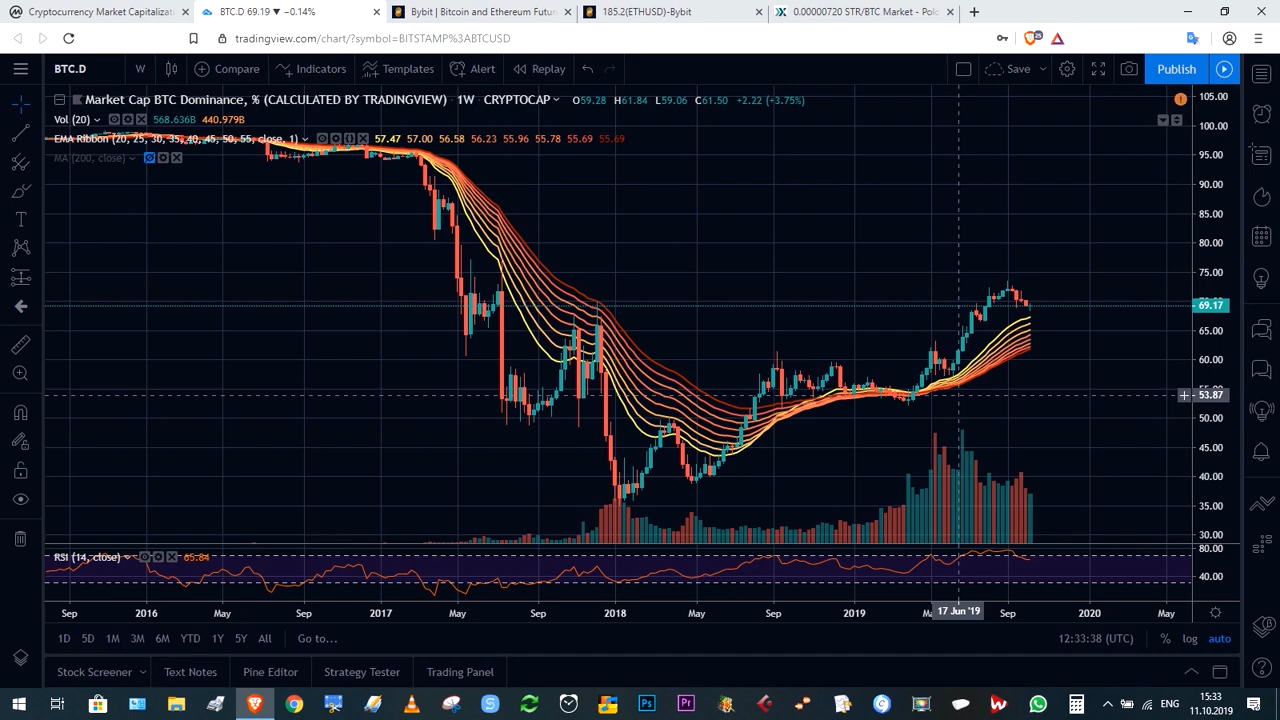 Cryptocurrency Market Capitalizat
BTC.D 69.19 ▼ −0.14%
Bybit | Bitcoin and Ethereum Futur
185.2(ETHUSD)-Bybit
0.00000720 STR/BTC Market - Polo
tradingview.com/chart/?symbol=BITSTAMP%3ABTCUSD
BTC.D W Compare Indicators Templates Alert Replay Save Publish
Market Cap BTC Dominance, % (CALCULATED BY TRADINGVIEW) 1W CRYPTOCAP O59.28 H61.84 L59.06 C61.50 +2.22 (+3.75%)
Vol (20) 568.636B 440.979B
EMA Ribbon (20, 25, 30, 35, 40, 45, 50, 55, close, 1) 57.47 57.00 56.58 56.23 55.96 55.78 55.69 55.69
MA (200, close)
105.00
100.00
95.00
90.00
85.00
80.00
75.00
69.17
65.00
60.00
53.87
50.00
45.00
40.00
35.00
30.00
RSI (14, close) 65.84
80.00
40.00
Sep 2016 May Sep 2017 May Sep 2018 May Sep 2019 17 Jun '19 Sep 2020 May
1D 5D 1M 3M 6M YTD 1Y 5Y All Go to... 12:33:38 (UTC) % log auto
Stock Screener Text Notes Pine Editor Strategy Tester Trading Panel
ENG
15:33
11.10.2019